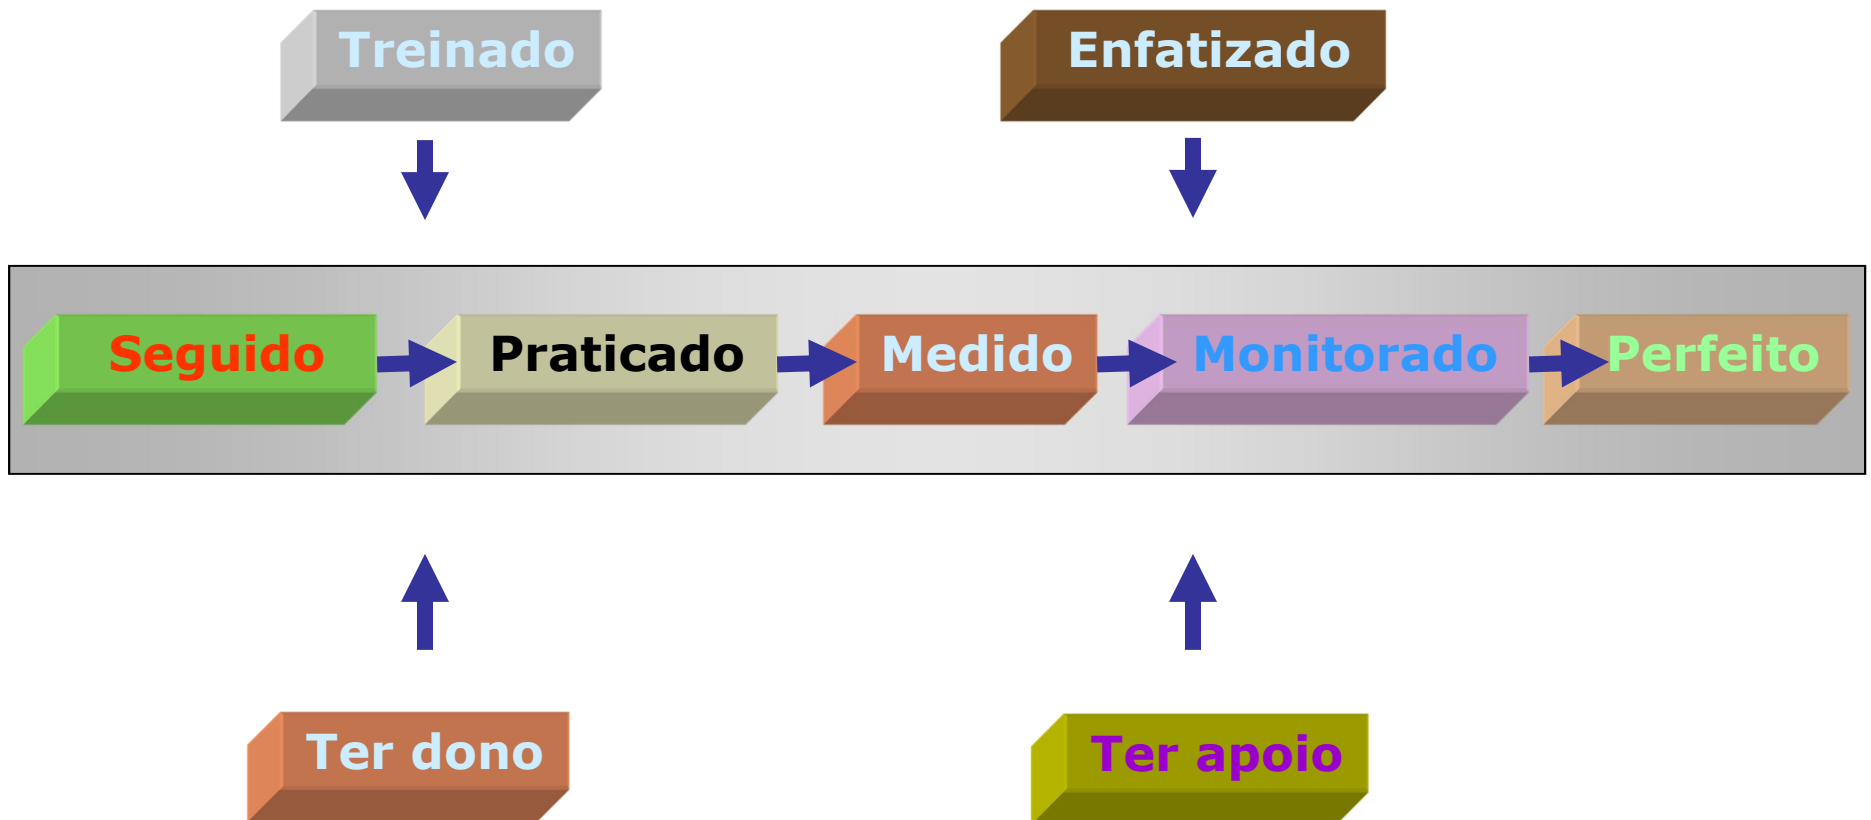 Treinado
Enfatizado
Seguido
Praticado
Medido
Monitorado
Perfeito
Ter dono
Ter apoio